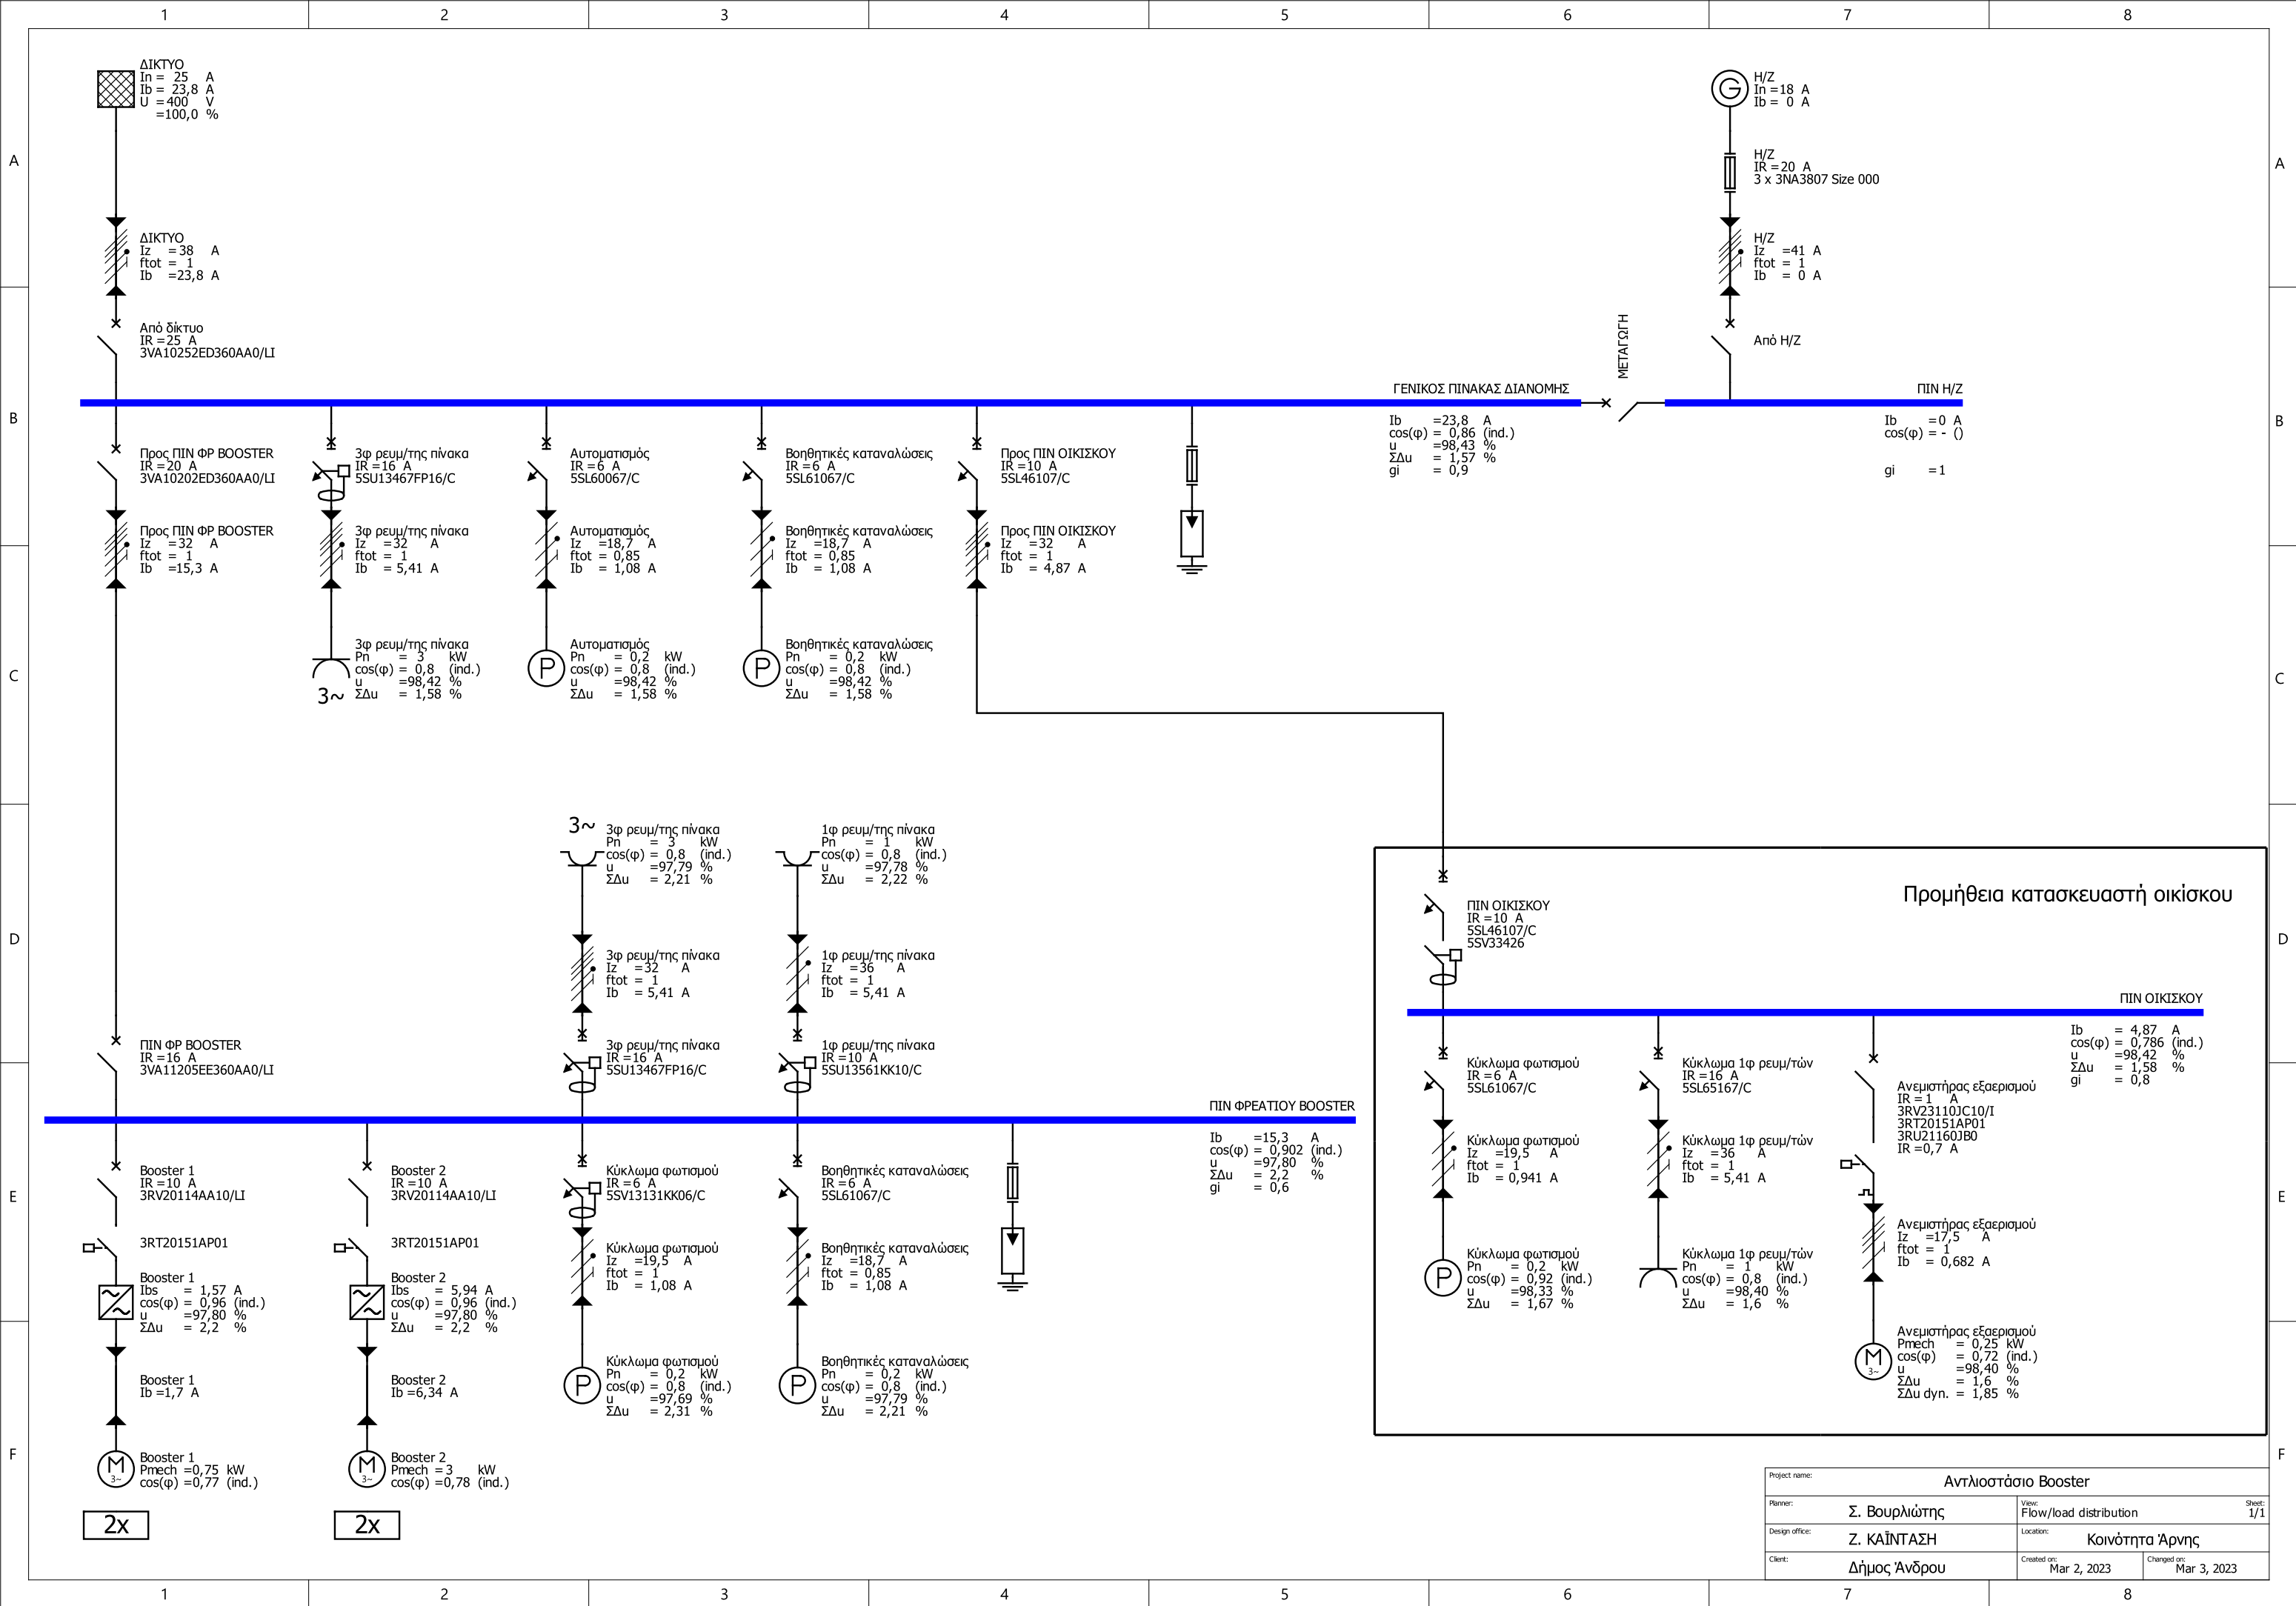 1 2 3 4 5 6 7 8
A
B
C
D
E
F
A
B
C
D
E
F
ΔΙΚΤΥΟ
In = 25 A
Ib = 23,8 A
U =400 V
=100,0 %
ΔΙΚΤΥΟ
Iz =38 A
ftot = 1
Ib =23,8 A
Από δίκτυο
IR =25 A
3VA10252ED360AA0/LI
G
Η/Ζ
In =18 A
Ib = 0 A
Η/Ζ
IR =20 A
3 x 3NA3807 Size 000
Η/Ζ
Iz =41 A
ftot = 1
Ib = 0 A
Από Η/Ζ
ΜΕΤΑΓΩΓΗ
ΓΕΝΙΚΟΣ ΠΙΝΑΚΑΣ ΔΙΑΝΟΜΗΣ
Ib =23,8 A
cos(φ) = 0,86 (ind.)
u =98,43 %
ΣΔu = 1,57 %
gi = 0,9
ΠΙΝ Η/Ζ
Ib =0 A
cos(φ) = - ()
gi =1
Προς ΠΙΝ ΦΡ BOOSTER
IR =20 A
3VA10202ED360AA0/LI
Προς ΠΙΝ ΦΡ BOOSTER
Iz =32 A
ftot = 1
Ib =15,3 A
3φ ρευμ/της πίνακα
IR =16 A
5SU13467FP16/C
3φ ρευμ/της πίνακα
Iz =32 A
ftot = 1
Ib = 5,41 A
3φ ρευμ/της πίνακα
Pn = 3 kW
cos(φ) = 0,8 (ind.)
u =98,42 %
ΣΔu = 1,58 %
3~
Αυτοματισμός
IR =6 A
5SL60067/C
Αυτοματισμός
Iz =18,7 A
ftot = 0,85
Ib = 1,08 A
P
Αυτοματισμός
Pn = 0,2 kW
cos(φ) = 0,8 (ind.)
u =98,42 %
ΣΔu = 1,58 %
Βοηθητικές καταναλώσεις
IR =6 A
5SL61067/C
Βοηθητικές καταναλώσεις
Iz =18,7 A
ftot = 0,85
Ib = 1,08 A
P
Βοηθητικές καταναλώσεις
Pn = 0,2 kW
cos(φ) = 0,8 (ind.)
u =98,42 %
ΣΔu = 1,58 %
Προς ΠΙΝ ΟΙΚΙΣΚΟΥ
IR =10 A
5SL46107/C
Προς ΠΙΝ ΟΙΚΙΣΚΟΥ
Iz =32 A
ftot = 1
Ib = 4,87 A
3~
3φ ρευμ/της πίνακα
Pn = 3 kW
cos(φ) = 0,8 (ind.)
u =97,79 %
ΣΔu = 2,21 %
3φ ρευμ/της πίνακα
Iz =32 A
ftot = 1
Ib = 5,41 A
3φ ρευμ/της πίνακα
IR =16 A
5SU13467FP16/C
1φ ρευμ/της πίνακα
Pn = 1 kW
cos(φ) = 0,8 (ind.)
u =97,78 %
ΣΔu = 2,22 %
1φ ρευμ/της πίνακα
Iz =36 A
ftot = 1
Ib = 5,41 A
1φ ρευμ/της πίνακα
IR =10 A
5SU13561KK10/C
ΠΙΝ ΦΡ BOOSTER
IR =16 A
3VA11205EE360AA0/LI
ΠΙΝ ΦΡΕΑΤΙΟΥ BOOSTER
Ib =15,3 A
cos(φ) = 0,902 (ind.)
u =97,80 %
ΣΔu = 2,2 %
gi = 0,6
Booster 1
IR =10 A
3RV20114AA10/LI
3RT20151AP01
Booster 1
Ibs = 1,57 A
cos(φ) = 0,96 (ind.)
u =97,80 %
ΣΔu = 2,2 %
Booster 1
Ib =1,7 A
M
3~
Booster 1
Pmech =0,75 kW
cos(φ) =0,77 (ind.)
2x
Booster 2
IR =10 A
3RV20114AA10/LI
3RT20151AP01
Booster 2
Ibs = 5,94 A
cos(φ) = 0,96 (ind.)
u =97,80 %
ΣΔu = 2,2 %
Booster 2
Ib =6,34 A
M
3~
Booster 2
Pmech =3 kW
cos(φ) =0,78 (ind.)
2x
Κύκλωμα φωτισμού
IR =6 A
5SV13131KK06/C
Κύκλωμα φωτισμού
Iz =19,5 A
ftot = 1
Ib = 1,08 A
P
Κύκλωμα φωτισμού
Pn = 0,2 kW
cos(φ) = 0,8 (ind.)
u =97,69 %
ΣΔu = 2,31 %
Βοηθητικές καταναλώσεις
IR =6 A
5SL61067/C
Βοηθητικές καταναλώσεις
Iz =18,7 A
ftot = 0,85
Ib = 1,08 A
P
Βοηθητικές καταναλώσεις
Pn = 0,2 kW
cos(φ) = 0,8 (ind.)
u =97,79 %
ΣΔu = 2,21 %
Προμήθεια κατασκευαστή οικίσκου
ΠΙΝ ΟΙΚΙΣΚΟΥ
IR =10 A
5SL46107/C
5SV33426
ΠΙΝ ΟΙΚΙΣΚΟΥ
Ib = 4,87 A
cos(φ) = 0,786 (ind.)
u =98,42 %
ΣΔu = 1,58 %
gi = 0,8
Κύκλωμα φωτισμού
IR =6 A
5SL61067/C
Κύκλωμα φωτισμού
Iz =19,5 A
ftot = 1
Ib = 0,941 A
P
Κύκλωμα φωτισμού
Pn = 0,2 kW
cos(φ) = 0,92 (ind.)
u =98,33 %
ΣΔu = 1,67 %
Κύκλωμα 1φ ρευμ/τών
IR =16 A
5SL65167/C
Κύκλωμα 1φ ρευμ/τών
Iz =36 A
ftot = 1
Ib = 5,41 A
Κύκλωμα 1φ ρευμ/τών
Pn = 1 kW
cos(φ) = 0,8 (ind.)
u =98,40 %
ΣΔu = 1,6 %
Ανεμιστήρας εξαερισμού
IR = 1 A
3RV23110JC10/I
3RT20151AP01
3RU21160JB0
IR =0,7 A
Ανεμιστήρας εξαερισμού
Iz =17,5 A
ftot = 1
Ib = 0,682 A
M
3~
Ανεμιστήρας εξαερισμού
Pmech = 0,25 kW
cos(φ) = 0,72 (ind.)
u =98,40 %
ΣΔu = 1,6 %
ΣΔu dyn. = 1,85 %
Project name: Αντλιοστάσιο Booster
Planner: Σ. Βουρλιώτης
View: Flow/load distribution
Sheet: 1/1
Design office: Ζ. ΚΑΪΝΤΑΣΗ
Location: Κοινότητα Άρνης
Client: Δήμος Άνδρου
Created on: Mar 2, 2023
Changed on: Mar 3, 2023
1 2 3 4 5 6 7 8